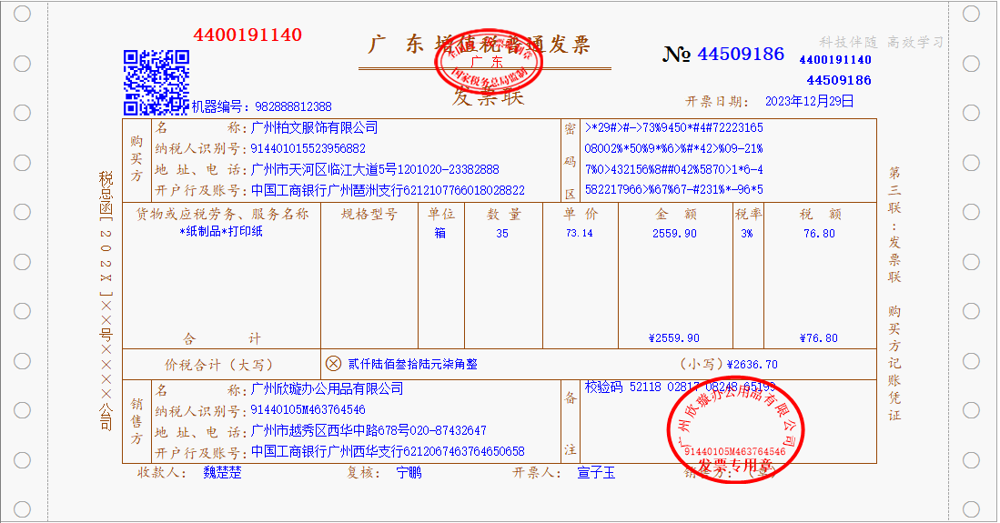 4400191140
广 东 增值税普通发票
全国统一发票监制章
广 东
国家税务总局监制
发票联
№ 44509186
科技伴随 高效学习
4400191140
44509186
机器编号：982888812388
开票日期： 2023年12月29日
税总函[202X]××号×××××公司
购买方
名 称：广州柏文服饰有限公司
纳税人识别号：914401015523956882
地 址、电 话：广州市天河区临江大道5号1201020-23382888
开户行及账号：中国工商银行广州琶洲支行6212107766018028822
密码区
>*29#>#->73%9450*#4#72223165
08002%*50%9*%6>%#*42>%09-21%
7%0>432156%8##042%5870>1*6-4
582217966>%67%67-#231%*-96*5
货物或应税劳务、服务名称 规格型号 单位 数 量 单 价 金 额 税率 税 额
*纸制品*打印纸 箱 35 73.14 2559.90 3% 76.80
合 计 ¥2559.90 ¥76.80
价税合计（大写） ⊗ 贰仟陆佰叁拾陆元柒角整 （小写）¥2636.70
销售方
名 称：广州欣璇办公用品有限公司
纳税人识别号：91440105M463764546
地 址、电 话：广州市越秀区西华中路678号020-87432647
开户行及账号：中国工商银行广州西华支行6212067463764650658
备注
校验码 52118 02817 08248 65199
广州欣璇办公用品有限公司
91440105M463764546
发票专用章
收款人： 魏楚楚 复核： 宁鹏 开票人： 宣子玉 销售方：（章）
第三联：发票联 购买方记账凭证